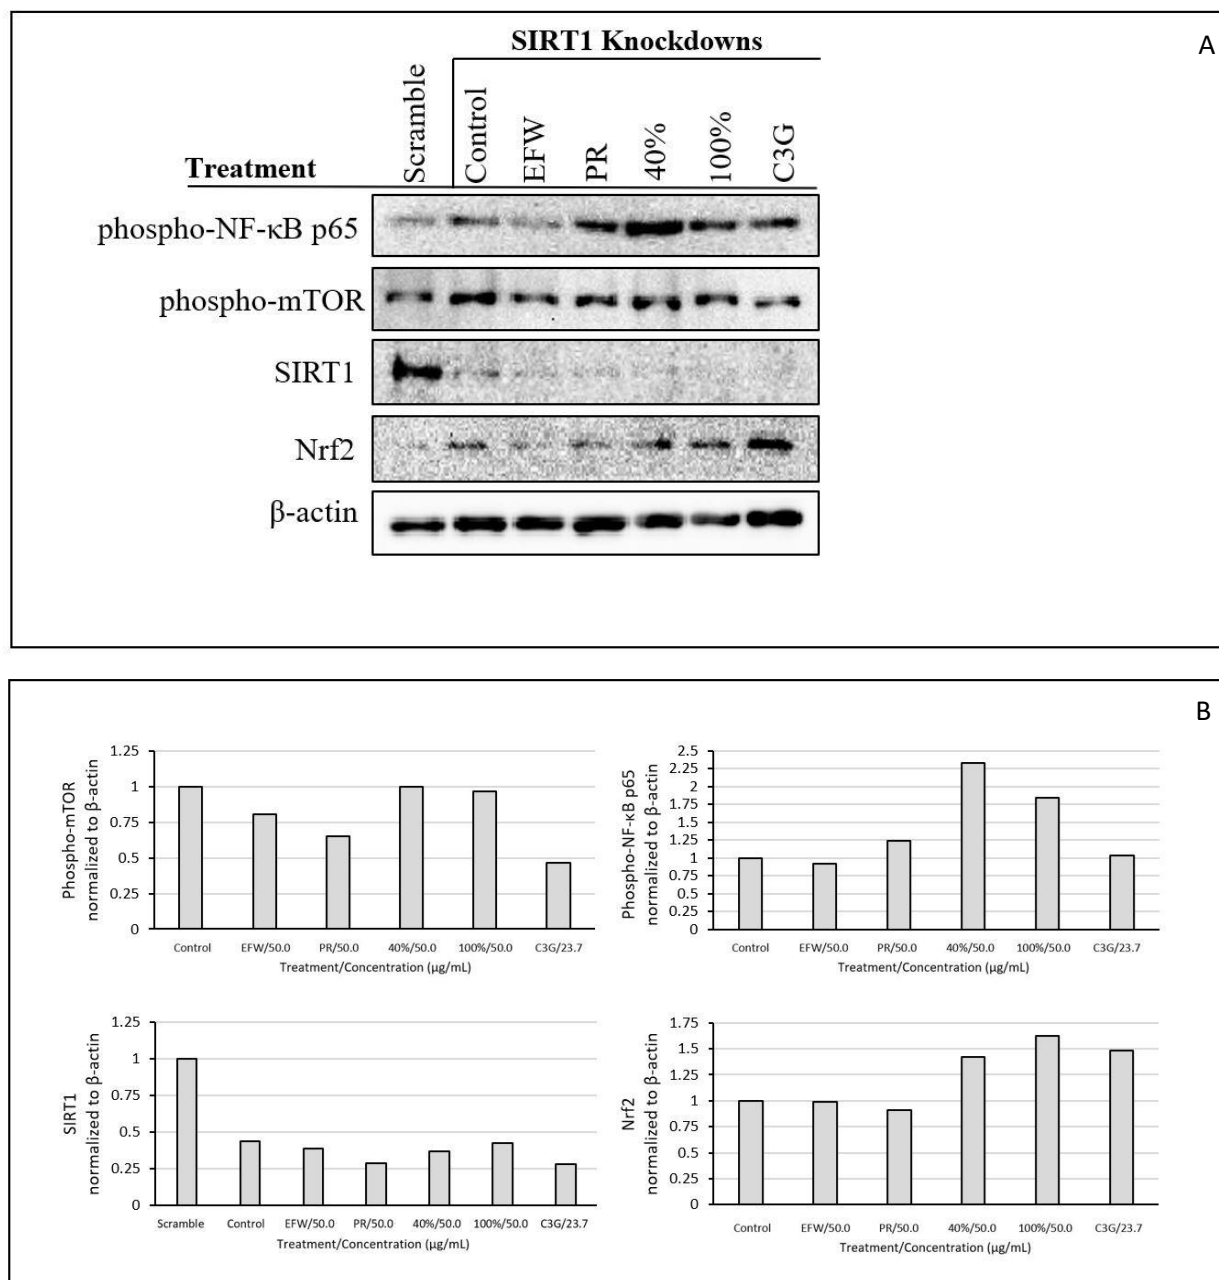 A
SIRT1 Knockdowns
Treatment
Scramble
Control
EFW
PR
40%
100%
C3G
phospho-NF-κB p65
phospho-mTOR
SIRT1
Nrf2
β-actin
B
Phospho-mTOR
normalized to β-actin
1.25
1
0.75
0.5
0.25
0
Control EFW/50.0 PR/50.0 40%/50.0 100%/50.0 C3G/23.7
Treatment/Concentration (µg/mL)
Phospho-NF-κB p65
normalized to β-actin
2.5
2.25
2
1.75
1.5
1.25
1
0.75
0.5
0.25
0
Control EFW/50.0 PR/50.0 40%/50.0 100%/50.0 C3G/23.7
Treatment/Concentration (µg/mL)
SIRT1
normalized to β-actin
1.25
1
0.75
0.5
0.25
0
Scramble Control EFW/50.0 PR/50.0 40%/50.0 100%/50.0 C3G/23.7
Treatment/Concentration (µg/mL)
Nrf2
normalized to β-actin
1.75
1.5
1.25
1
0.75
0.5
0.25
0
Control EFW/50.0 PR/50.0 40%/50.0 100%/50.0 C3G/23.7
Treatment/Concentration (µg/mL)